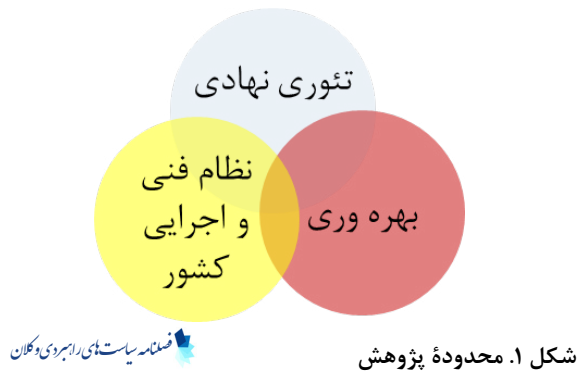 تئوری نهادی
نظام فنی
و اجرایی
کشور
بهره وری
فصلنامه سیاست‌های راهبردی و کلان
شکل ۱. محدودهٔ پژوهش